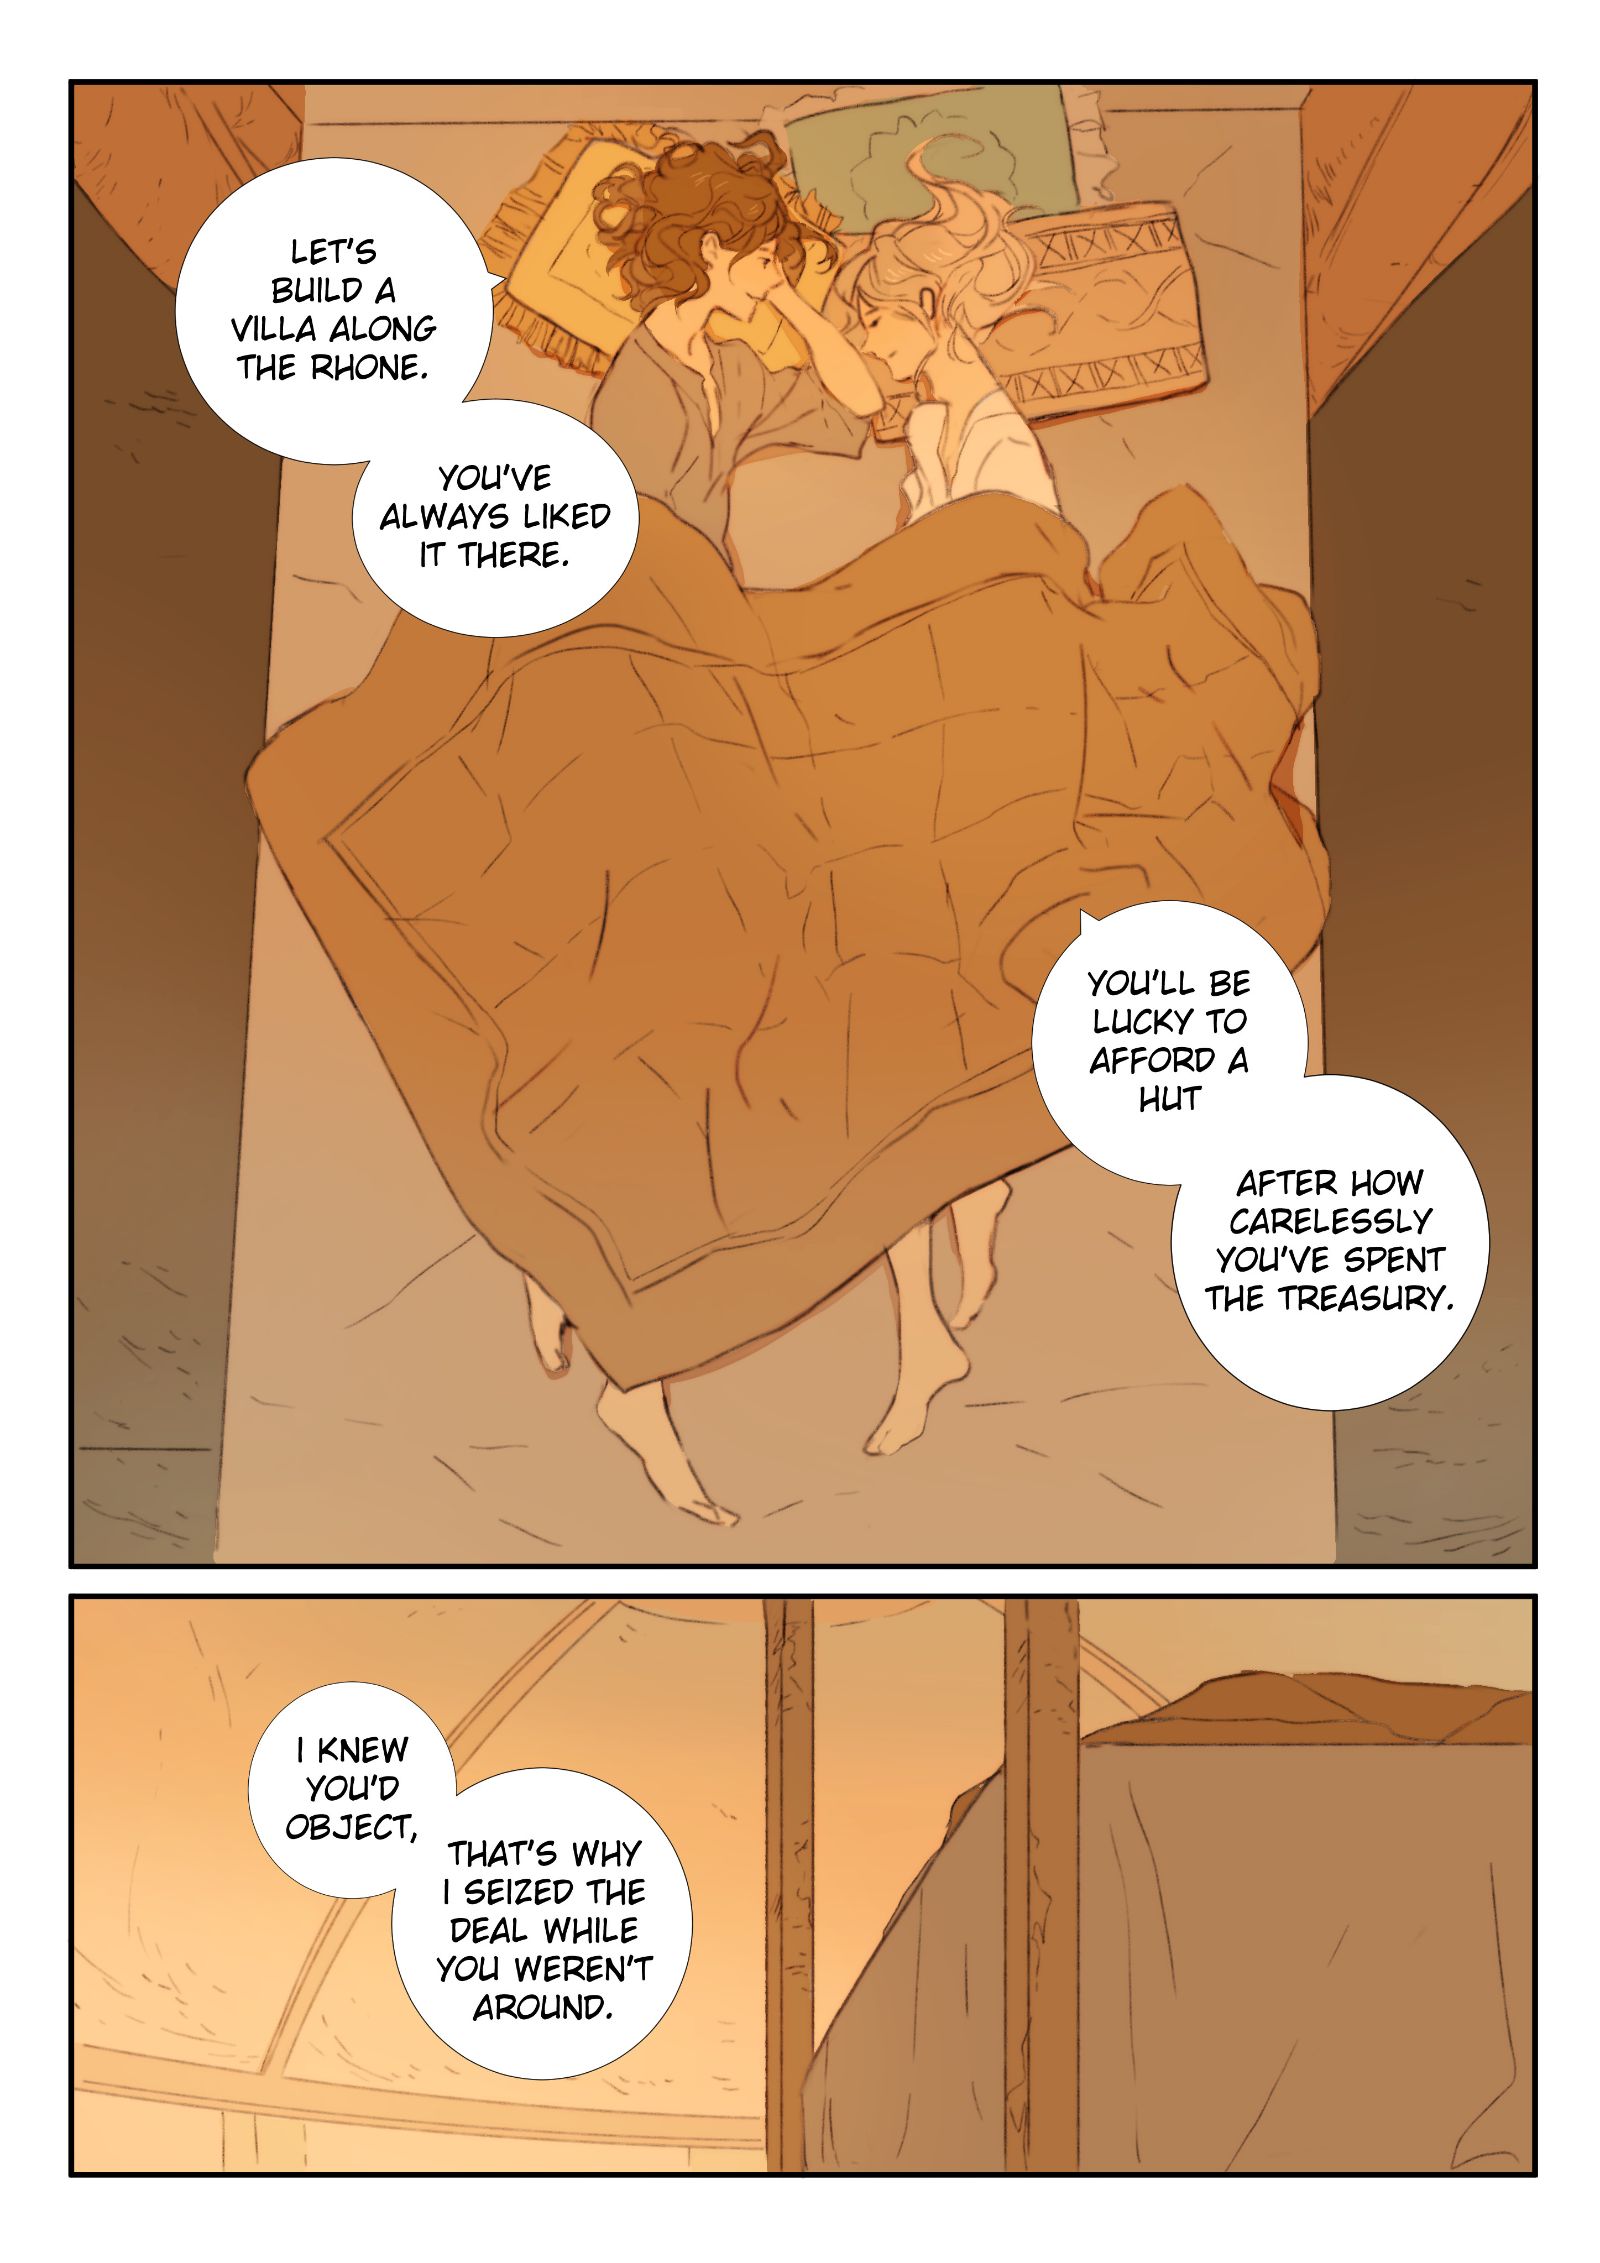 LET'S
BUILD A
VILLA ALONG
THE RHONE.
YOU'VE
ALWAYS LIKED
IT THERE.
YOU'LL BE
LUCKY TO
AFFORD A
HUT
AFTER HOW
CARELESSLY
YOU'VE SPENT
THE TREASURY.
I KNEW
YOU'D
OBJECT,
THAT'S WHY
I SEIZED THE
DEAL WHILE
YOU WEREN'T
AROUND.